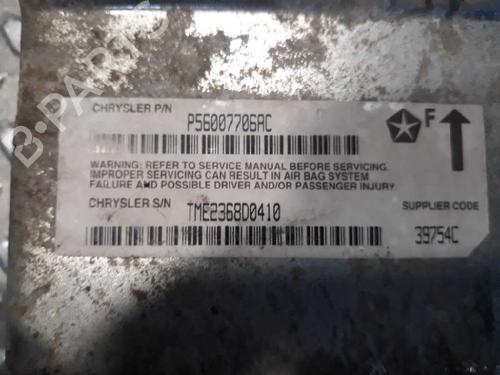 B-PARTS
CHRYSLER P/N
P56007706AC
F
WARNING: REFER TO SERVICE MANUAL BEFORE SERVICING.
IMPROPER SERVICING CAN RESULT IN AIR BAG SYSTEM
FAILURE AND POSSIBLE DRIVER AND/OR PASSENGER INJURY.
CHRYSLER S/N
TME2368D0410
SUPPLIER CODE
39754C